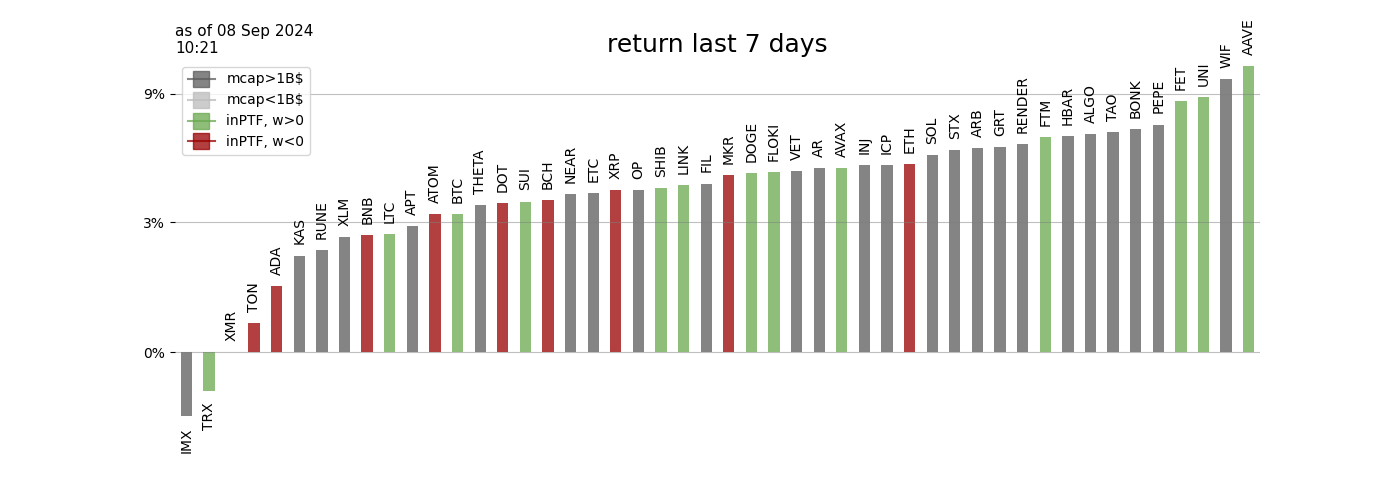 as of 08 Sep 2024
10:21
return last 7 days
mcap>1B$
mcap<1B$
inPTF, w>0
inPTF, w<0
9%
3%
0%
IMX
TRX
XMR
TON
ADA
KAS
RUNE
XLM
BNB
LTC
APT
ATOM
BTC
THETA
DOT
SUI
BCH
NEAR
ETC
XRP
OP
SHIB
LINK
FIL
MKR
DOGE
FLOKI
VET
AR
AVAX
INJ
ICP
ETH
SOL
STX
ARB
GRT
RENDER
FTM
HBAR
ALGO
TAO
BONK
PEPE
FET
UNI
WIF
AAVE